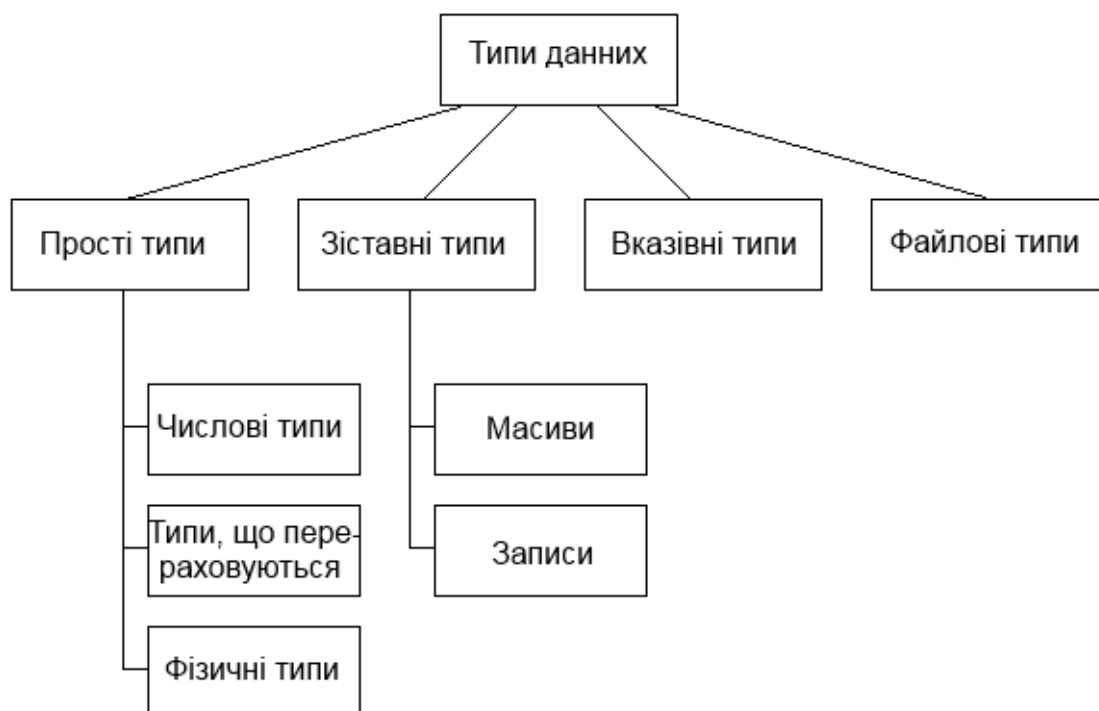 Типи данних
Прості типи
Зіставні типи
Вказівні типи
Файлові типи
Числові типи
Масиви
Типи, що пере-
раховуються
Записи
Фізичні типи